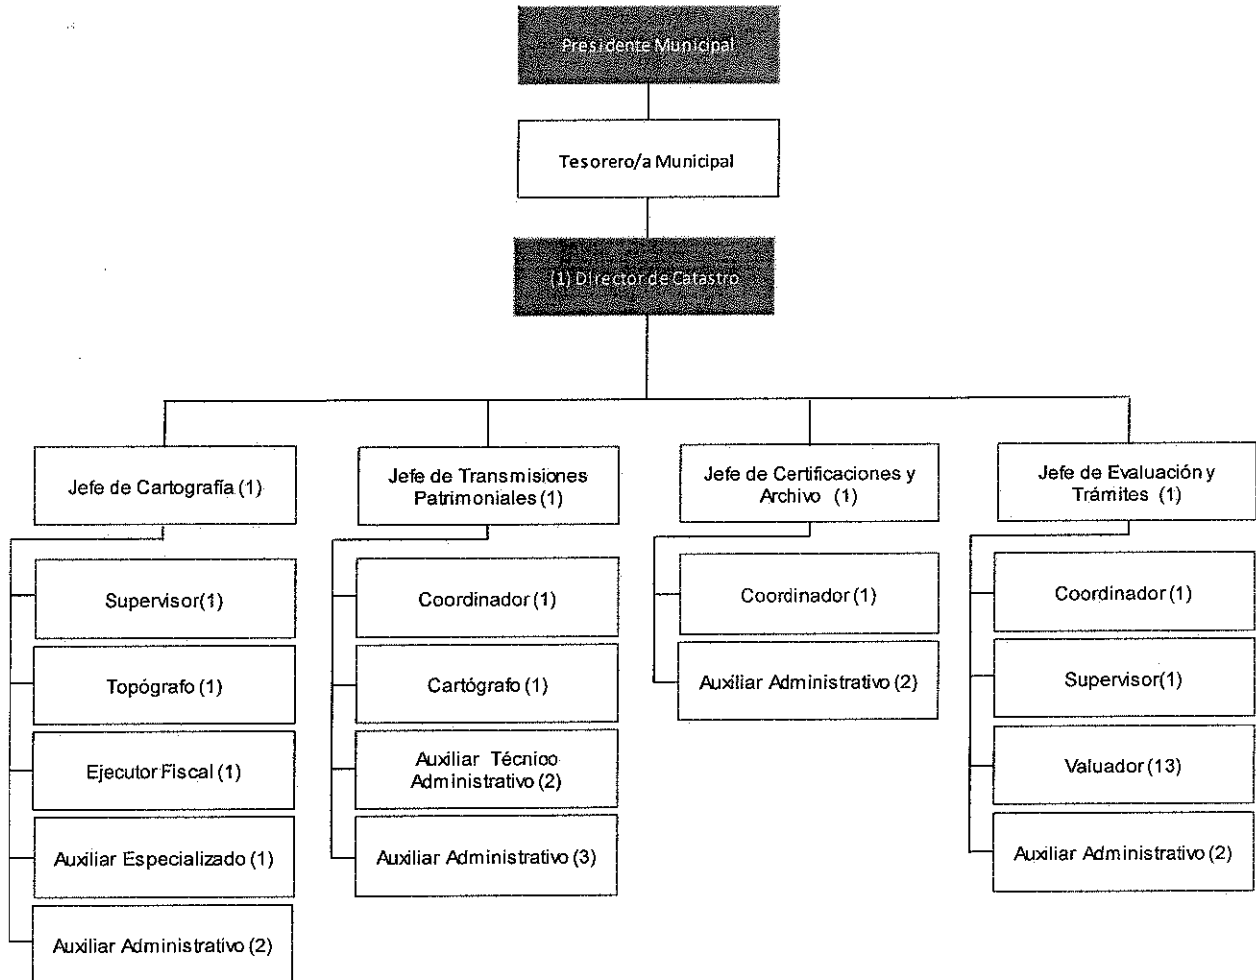 Presidente Municipal
Tesorero/a Municipal
(1) Director de Catastro
Jefe de Cartografía (1)
Supervisor(1)
Topógrafo (1)
Ejecutor Fiscal (1)
Auxiliar Especializado (1)
Auxiliar Administrativo (2)
Jefe de Transmisiones
Patrimoniales (1)
Coordinador (1)
Cartógrafo (1)
Auxiliar Técnico
Administrativo (2)
Auxiliar Administrativo (3)
Jefe de Certificaciones y
Archivo (1)
Coordinador (1)
Auxiliar Administrativo (2)
Jefe de Evaluación y
Trámites (1)
Coordinador (1)
Supervisor(1)
Valuador (13)
Auxiliar Administrativo (2)